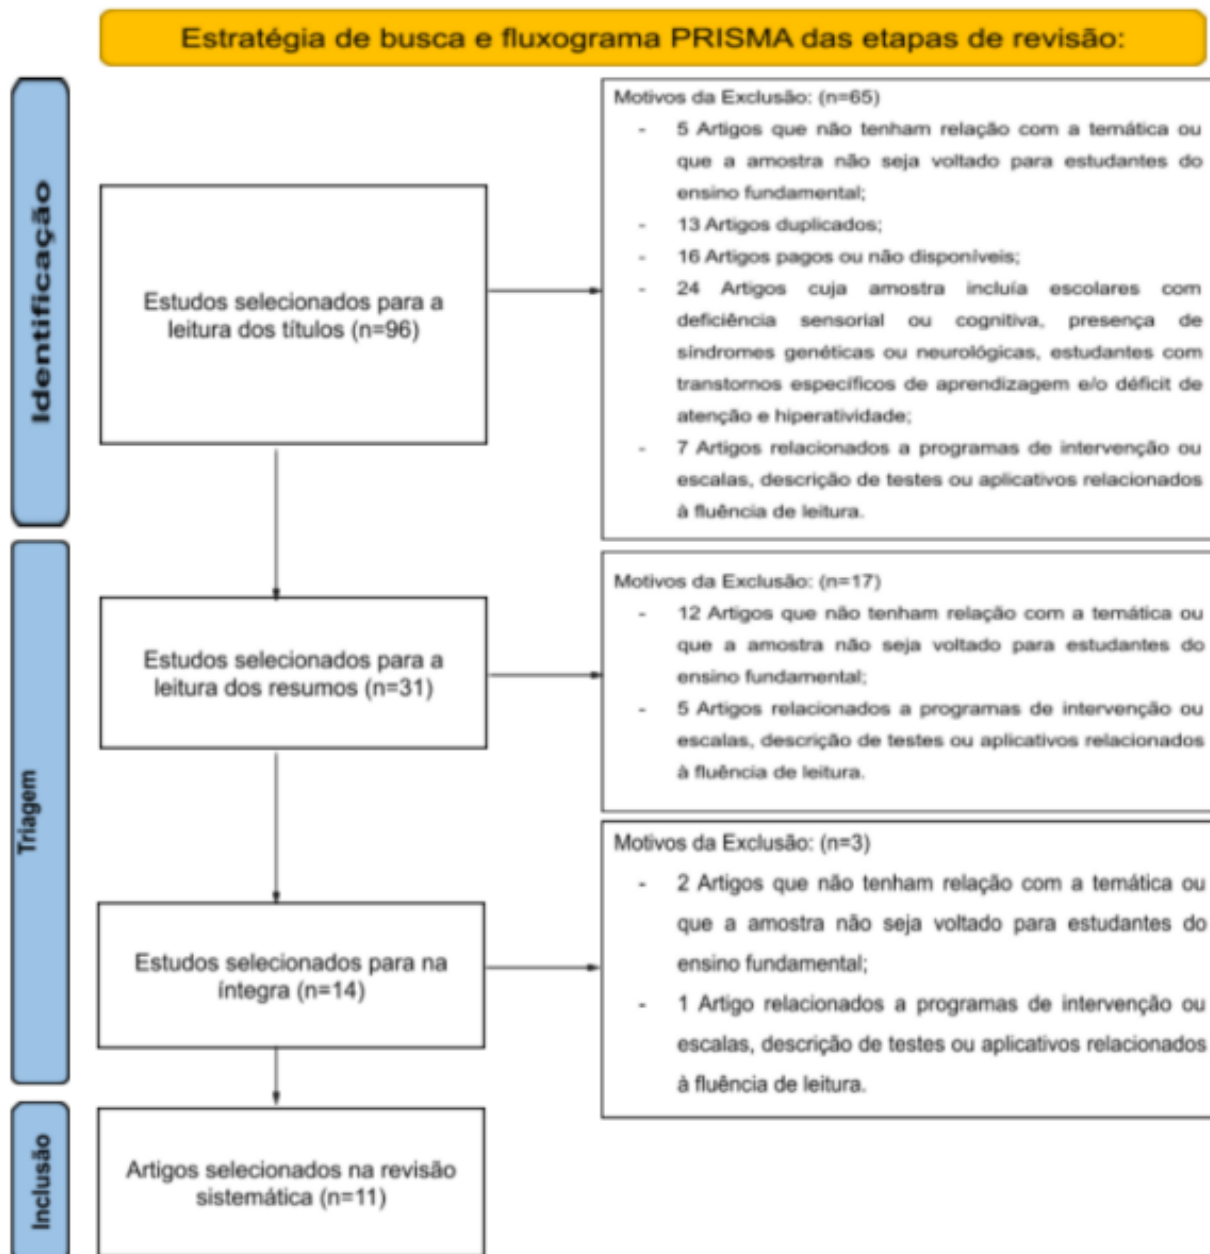 Estratégia de busca e fluxograma PRISMA das etapas de revisão:
Identificação
Estudos selecionados para a
leitura dos títulos (n=96)
Motivos da Exclusão: (n=65)
- 5 Artigos que não tenham relação com a temática ou
que a amostra não seja voltado para estudantes do
ensino fundamental;
- 13 Artigos duplicados;
- 16 Artigos pagos ou não disponíveis;
- 24 Artigos cuja amostra incluía escolares com
deficiência sensorial ou cognitiva, presença de
síndromes genéticas ou neurológicas, estudantes com
transtornos específicos de aprendizagem e/o déficit de
atenção e hiperatividade;
- 7 Artigos relacionados a programas de intervenção ou
escalas, descrição de testes ou aplicativos relacionados
à fluência de leitura.
Triagem
Estudos selecionados para a
leitura dos resumos (n=31)
Motivos da Exclusão: (n=17)
- 12 Artigos que não tenham relação com a temática ou
que a amostra não seja voltado para estudantes do
ensino fundamental;
- 5 Artigos relacionados a programas de intervenção ou
escalas, descrição de testes ou aplicativos relacionados
à fluência de leitura.
Estudos selecionados para na
íntegra (n=14)
Motivos da Exclusão: (n=3)
- 2 Artigos que não tenham relação com a temática ou
que a amostra não seja voltado para estudantes do
ensino fundamental;
- 1 Artigo relacionados a programas de intervenção ou
escalas, descrição de testes ou aplicativos relacionados
à fluência de leitura.
Inclusão
Artigos selecionados na revisão
sistemática (n=11)